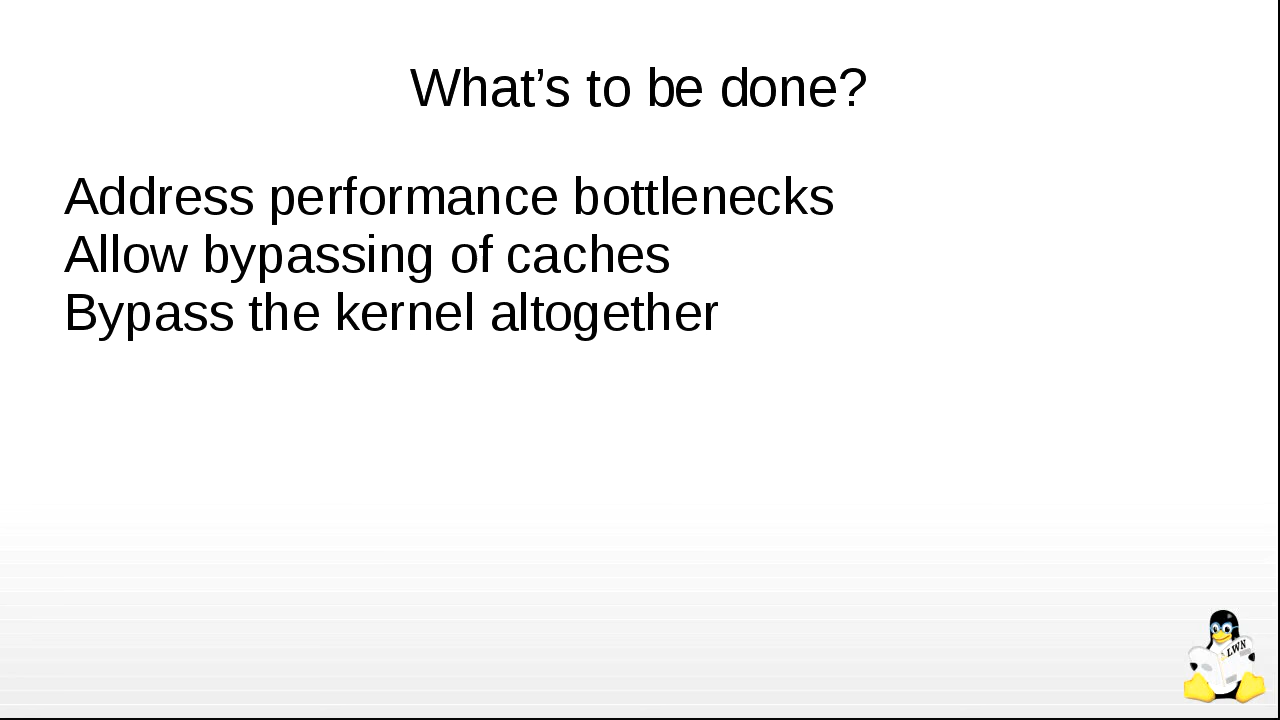 What’s to be done?
Address performance bottlenecks
Allow bypassing of caches
Bypass the kernel altogether
LWN